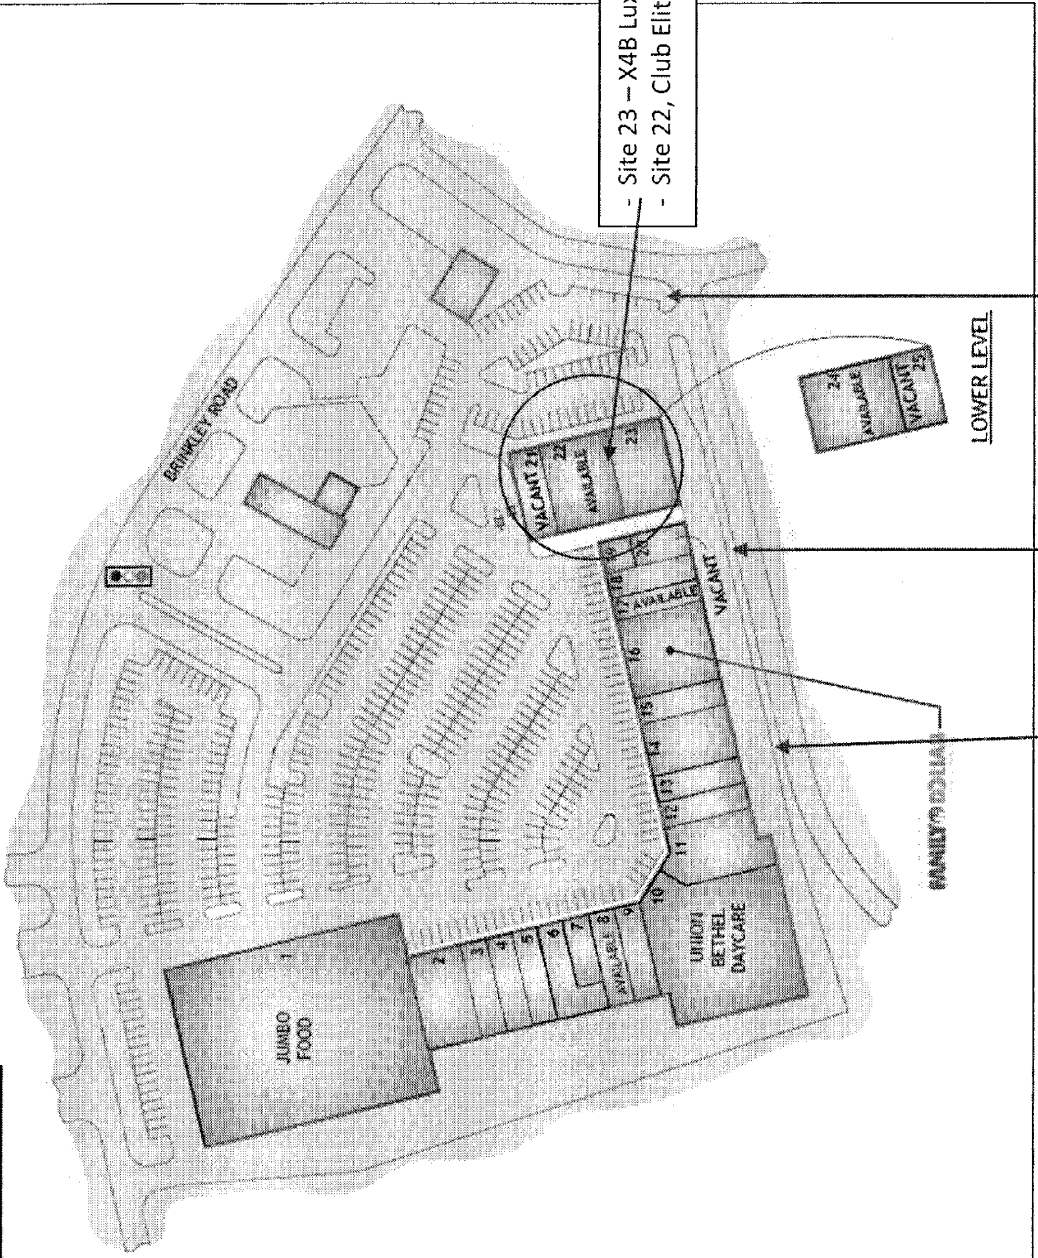 - Site 23 – X4B Lux
- Site 22, Club Elit
BRINKLEY ROAD
JUMBO
FOOD
1
2
3
4
5
6
7
8
AVAILABLE
9
10
UNION
BETHEL
DAYCARE
11
12
13
14
15
16
17
AVAILABLE
18
19
20
VACANT
VACANT 21
22
AVAILABLE
23
24
AVAILABLE
VACANT
25
LOWER LEVEL
FAMILY DOLLAR